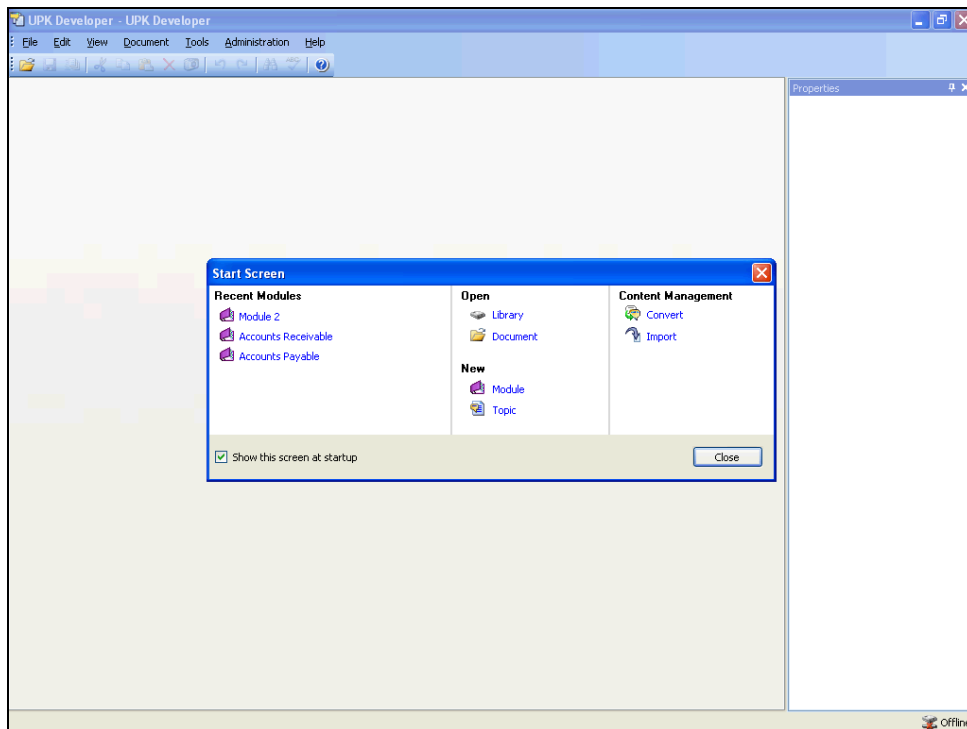 UPK Developer - UPK Developer
File Edit View Document Tools Administration Help
Properties
Start Screen
Recent Modules
Module 2
Accounts Receivable
Accounts Payable
Open
Library
Document
New
Module
Topic
Content Management
Convert
Import
Show this screen at startup
Close
Offline